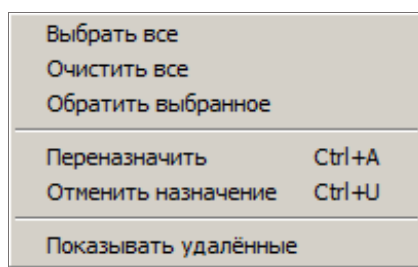 Выбрать все
Очистить все
Обратить выбранное
Переназначить Ctrl+A
Отменить назначение Ctrl+U
Показывать удалённые